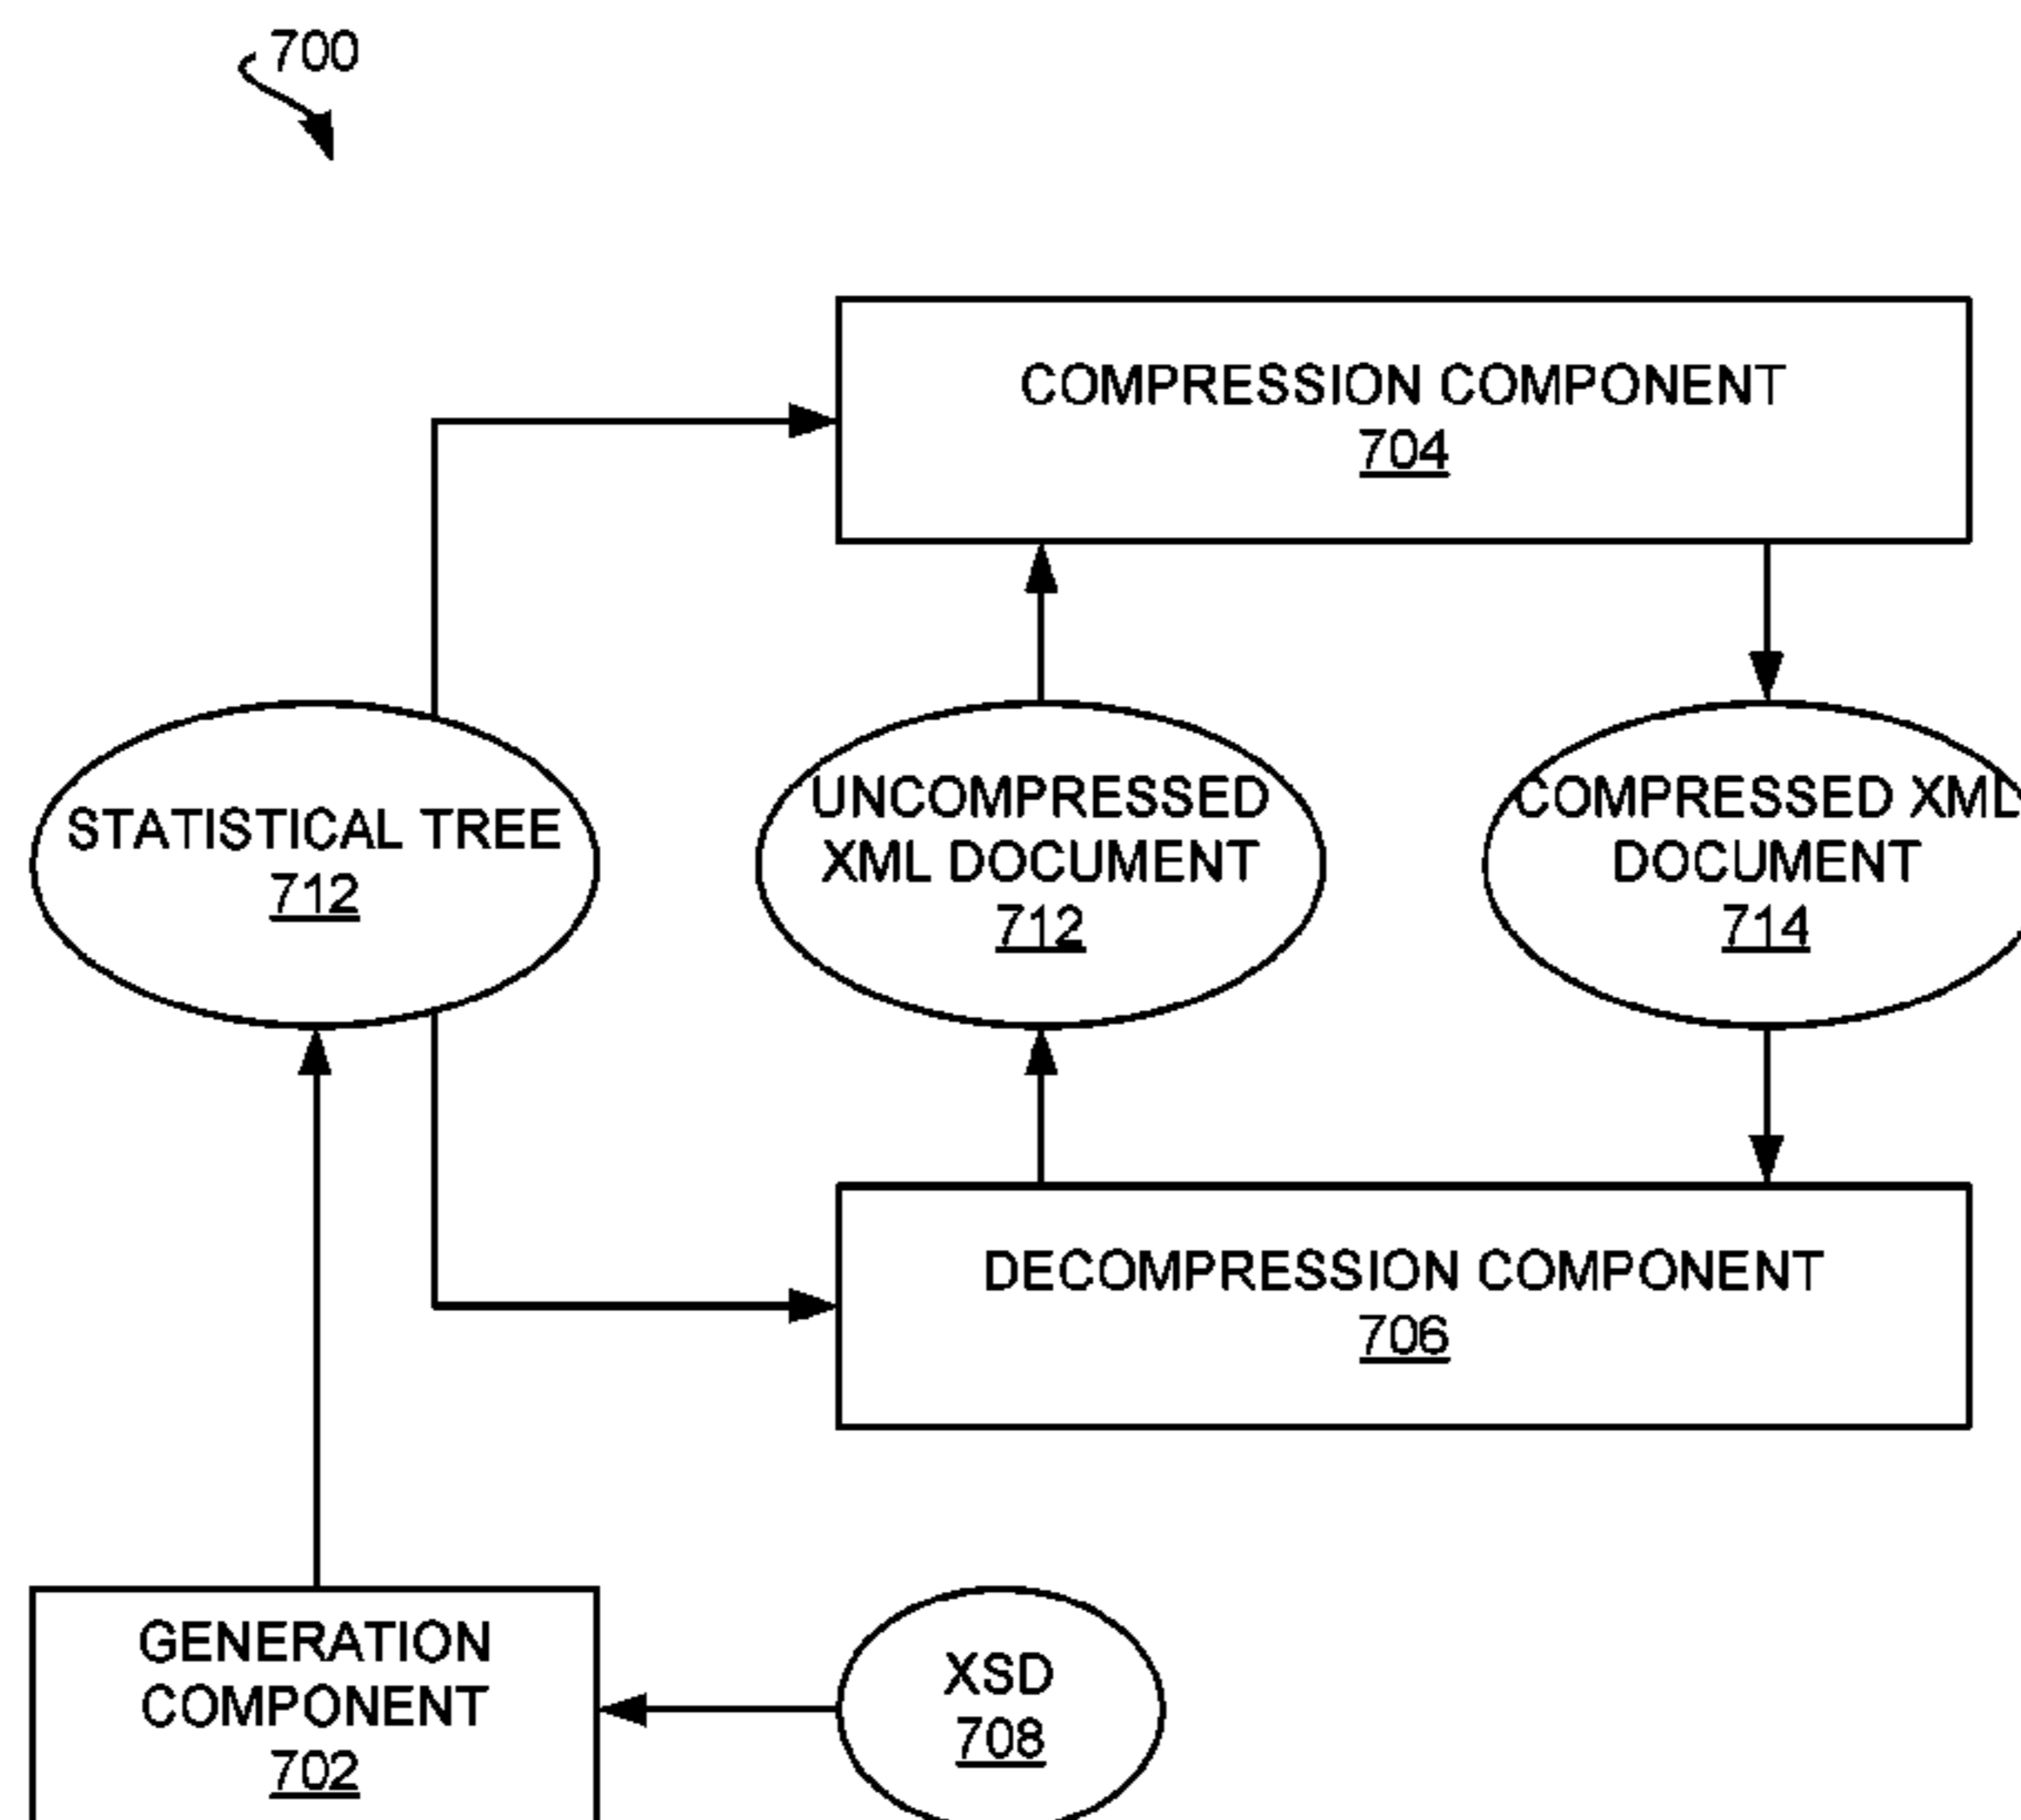 700
COMPRESSION COMPONENT
704
STATISTICAL TREE
712
UNCOMPRESSED
XML DOCUMENT
712
COMPRESSED XML
DOCUMENT
714
DECOMPRESSION COMPONENT
706
GENERATION
COMPONENT
702
XSD
708